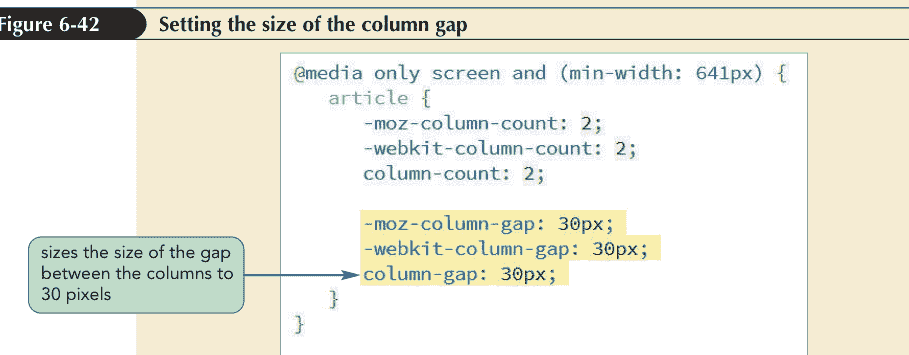 Figure 6-42 Setting the size of the column gap
@media only screen and (min-width: 641px) {
article {
-moz-column-count: 2;
-webkit-column-count: 2;
column-count: 2;
-moz-column-gap: 30px;
-webkit-column-gap: 30px;
column-gap: 30px;
}
}
sizes the size of the gap
between the columns to
30 pixels